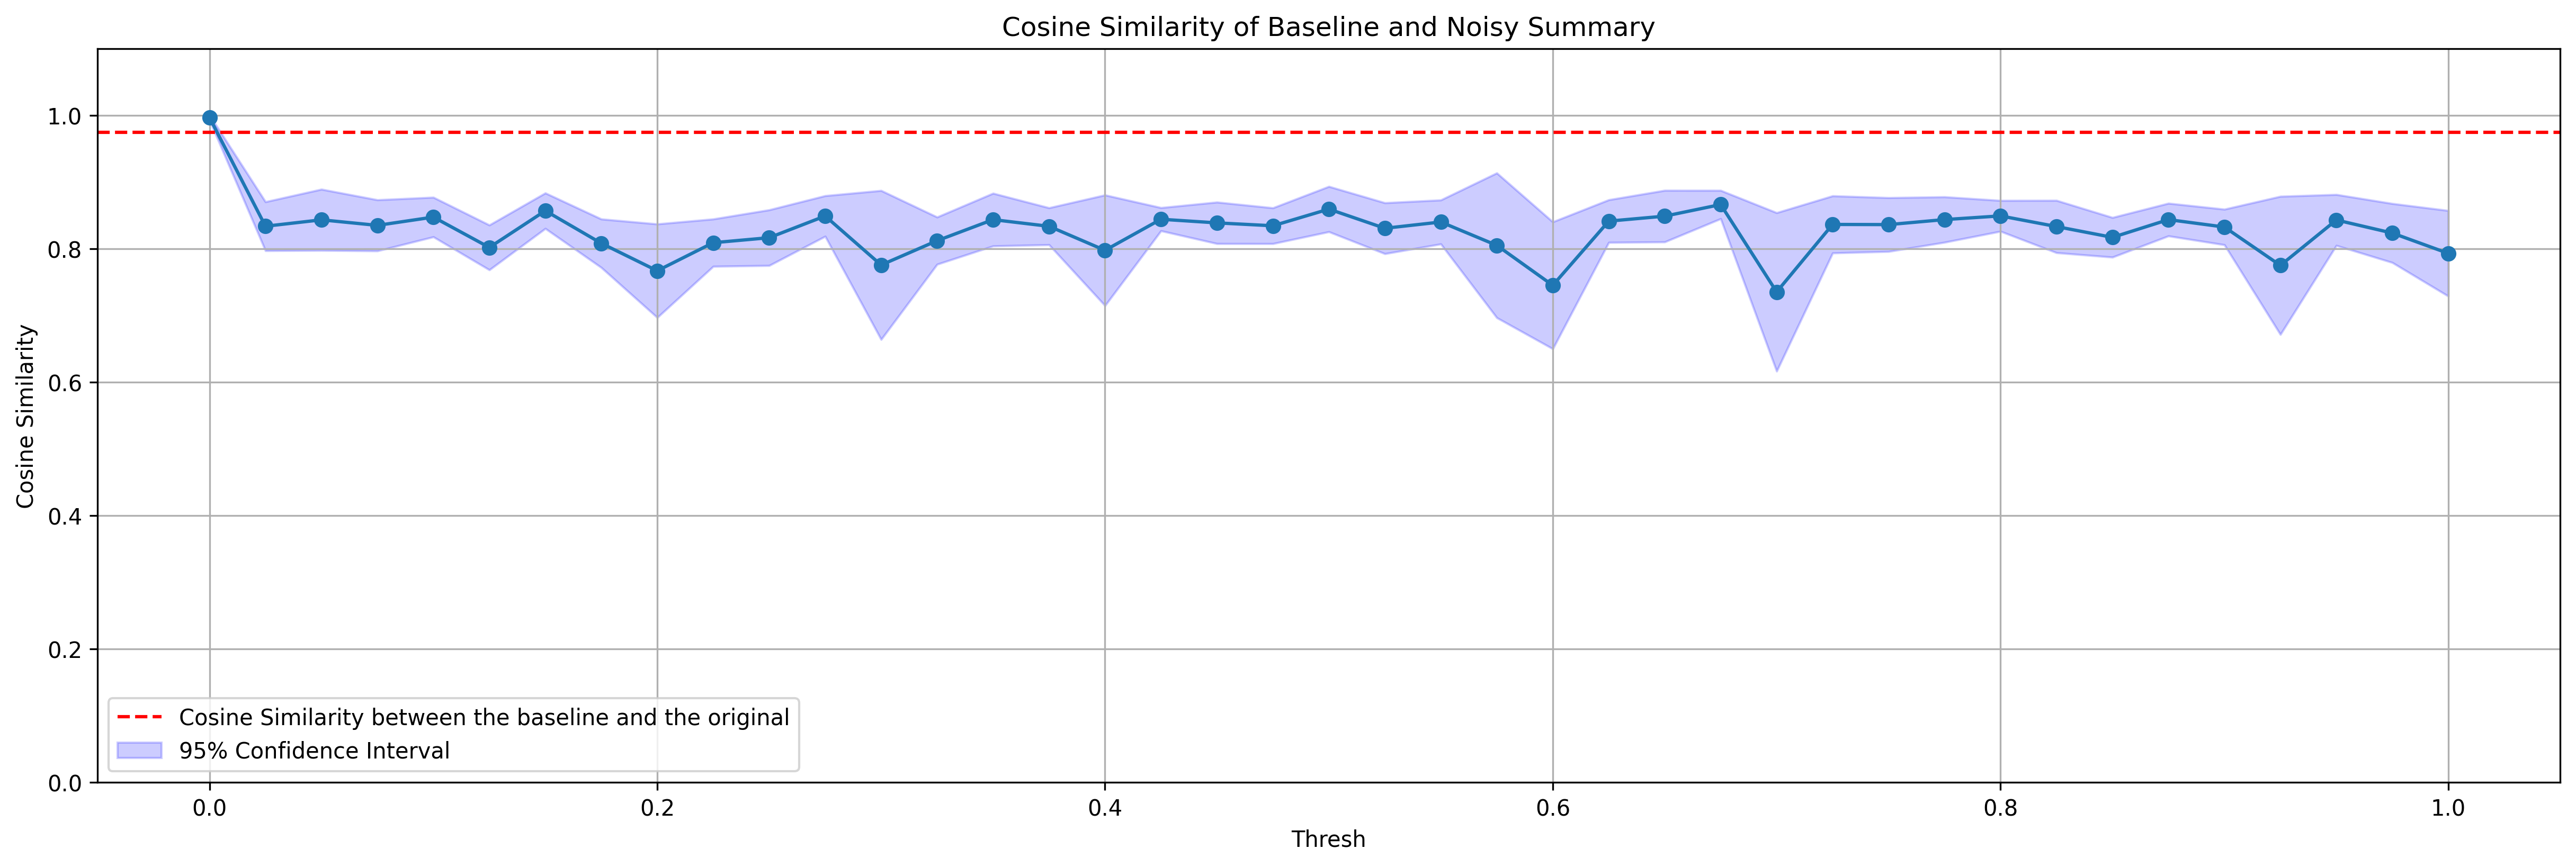 Cosine Similarity of Baseline and Noisy Summary
1.0
0.8
0.6
0.4
0.2
0.0
Cosine Similarity
Cosine Similarity between the baseline and the original
95% Confidence Interval
0.0 0.2 0.4 0.6 0.8 1.0
Thresh